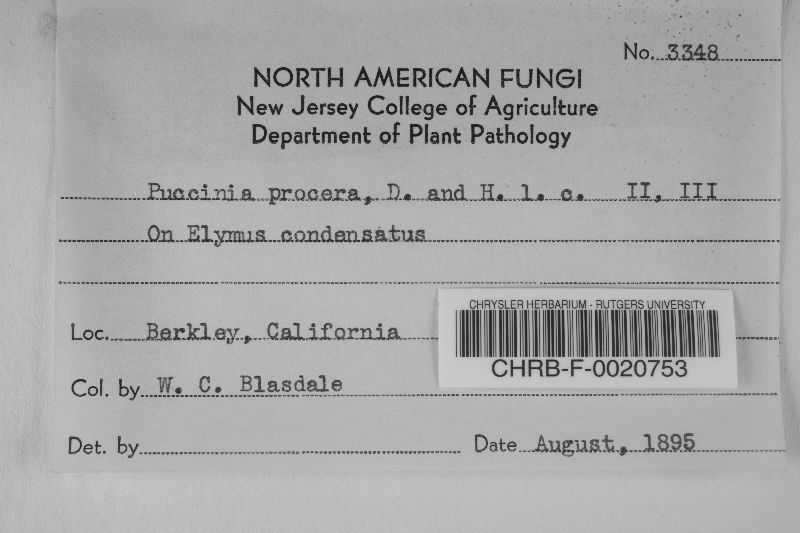 No. 3348
NORTH AMERICAN FUNGI
New Jersey College of Agriculture
Department of Plant Pathology
Puccinia procera, D. and H. l. c. II, III
On Elymus condensatus
CHRYSLER HERBARIUM - RUTGERS UNIVERSITY
Loc. Berkley, California
CHRB-F-0020753
Col. by W. C. Blasdale
Det. by
Date August, 1895